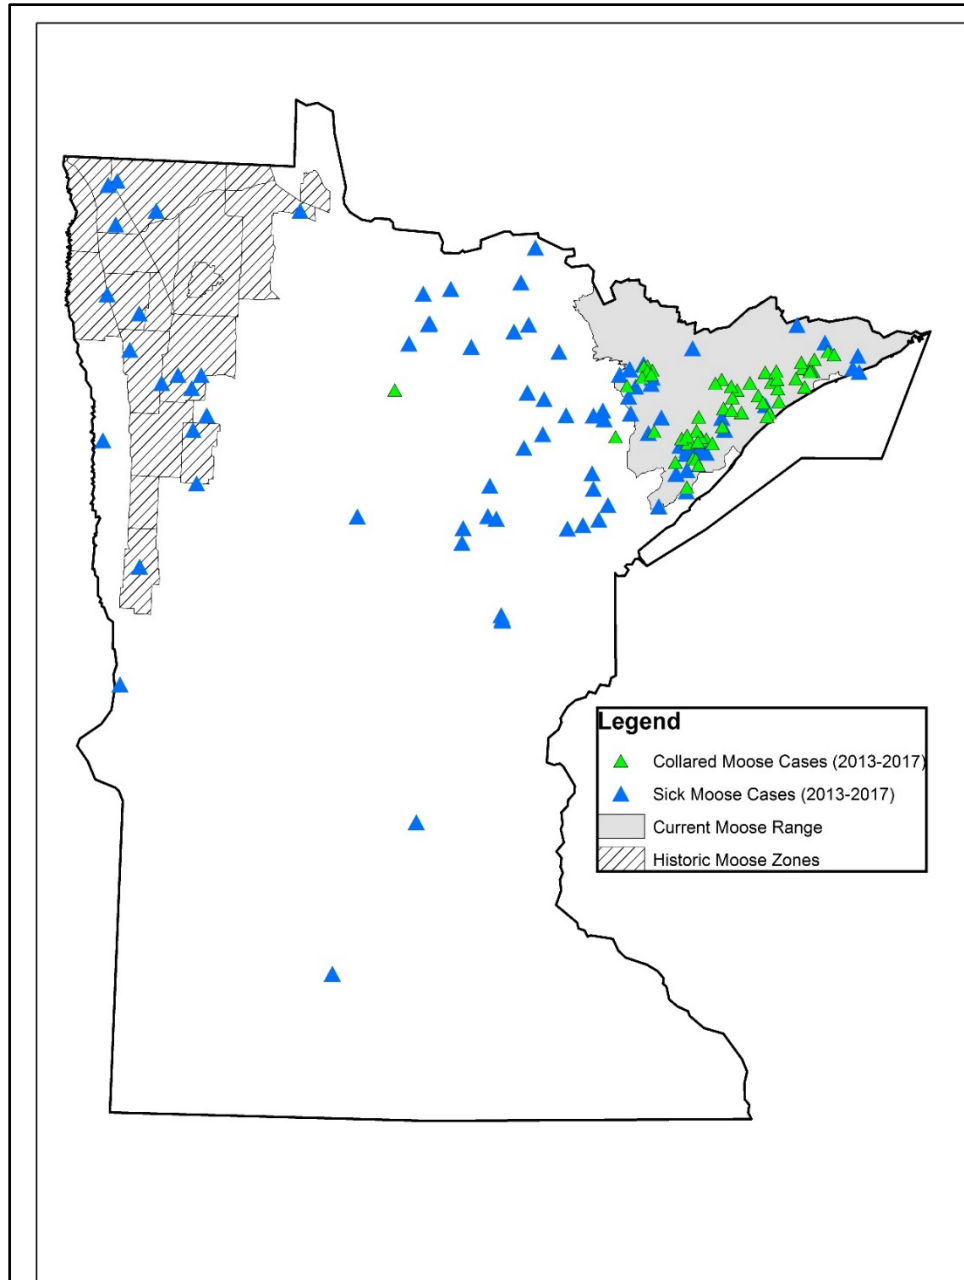 Legend
Collared Moose Cases (2013-2017)
Sick Moose Cases (2013-2017)
Current Moose Range
Historic Moose Zones